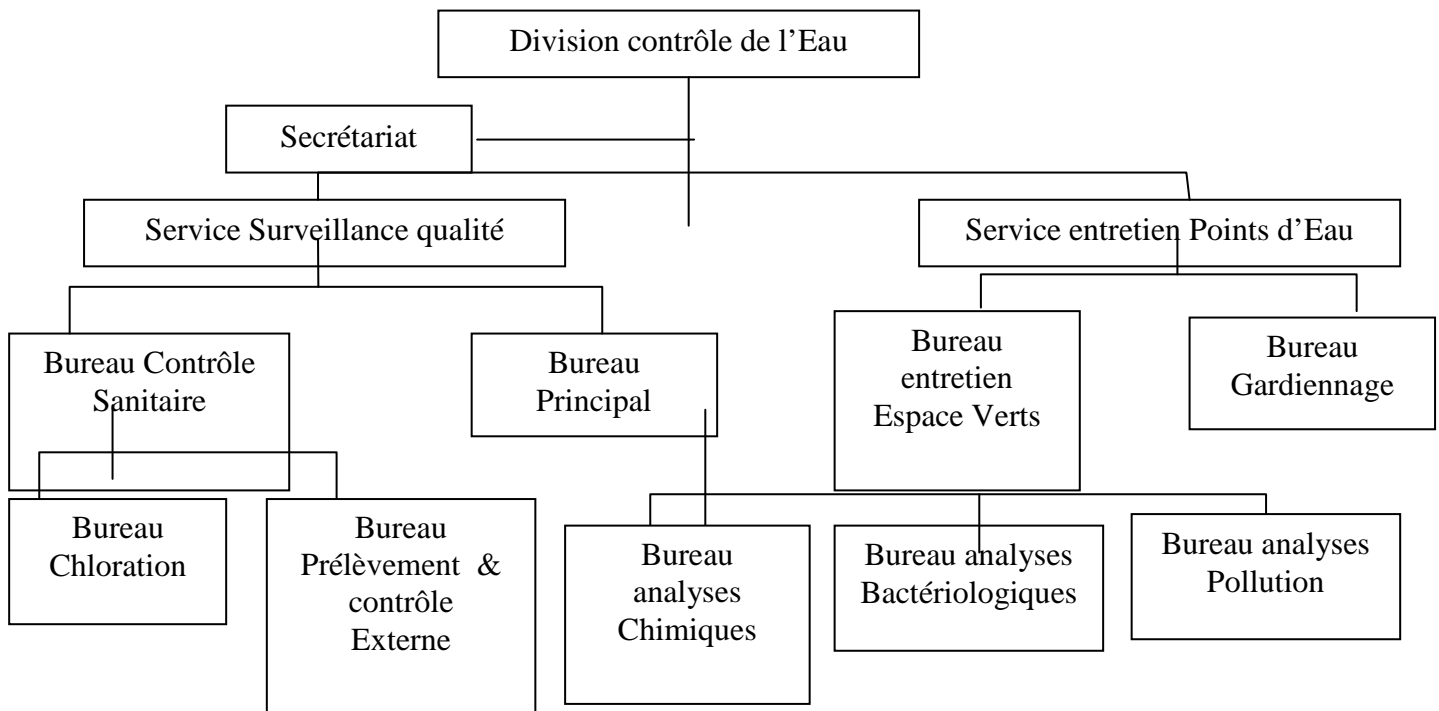 Division contrôle de l’Eau
Secrétariat
Service Surveillance qualité
Service entretien Points d’Eau
Bureau Contrôle
Sanitaire
Bureau
Principal
Bureau
entretien
Espace Verts
Bureau
Gardiennage
Bureau
Chloration
Bureau
Prélèvement &
contrôle
Externe
Bureau
analyses
Chimiques
Bureau analyses
Bactériologiques
Bureau analyses
Pollution